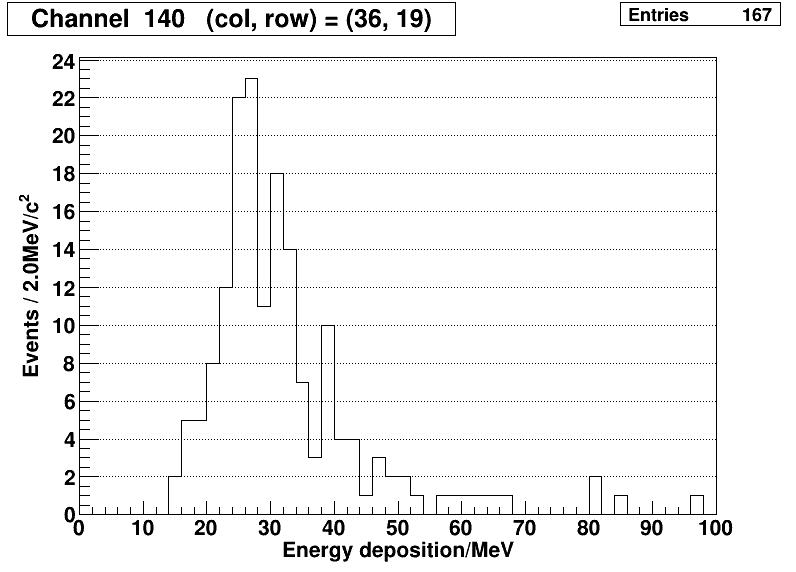 Channel 140 (col, row) = (36, 19)
Entries 167
24
22
20
18
16
14
12
10
8
6
4
2
0
Events / 2.0MeV/c²
0 10 20 30 40 50 60 70 80 90 100
Energy deposition/MeV